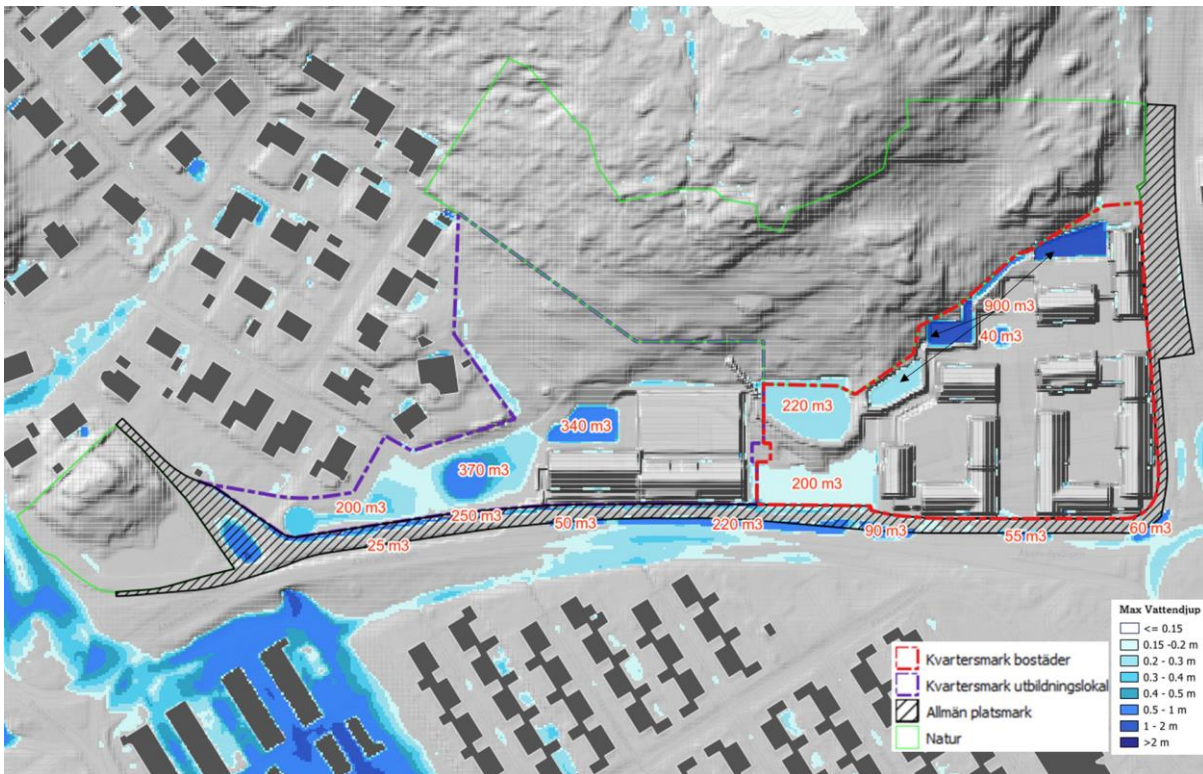 900 m3
40 m3
220 m3
340 m3
370 m3
200 m3
200 m3
250 m3
50 m3
220 m3
90 m3
55 m3
60 m3
25 m3
Max Vattendjup
<= 0.15
0.15 -0.2 m
0.2 - 0.3 m
0.3 - 0.4 m
0.4 - 0.5 m
0.5 - 1 m
1 - 2 m
>2 m
Kvartersmark bostäder
Kvartersmark utbildningslokal
Allmän platsmark
Natur